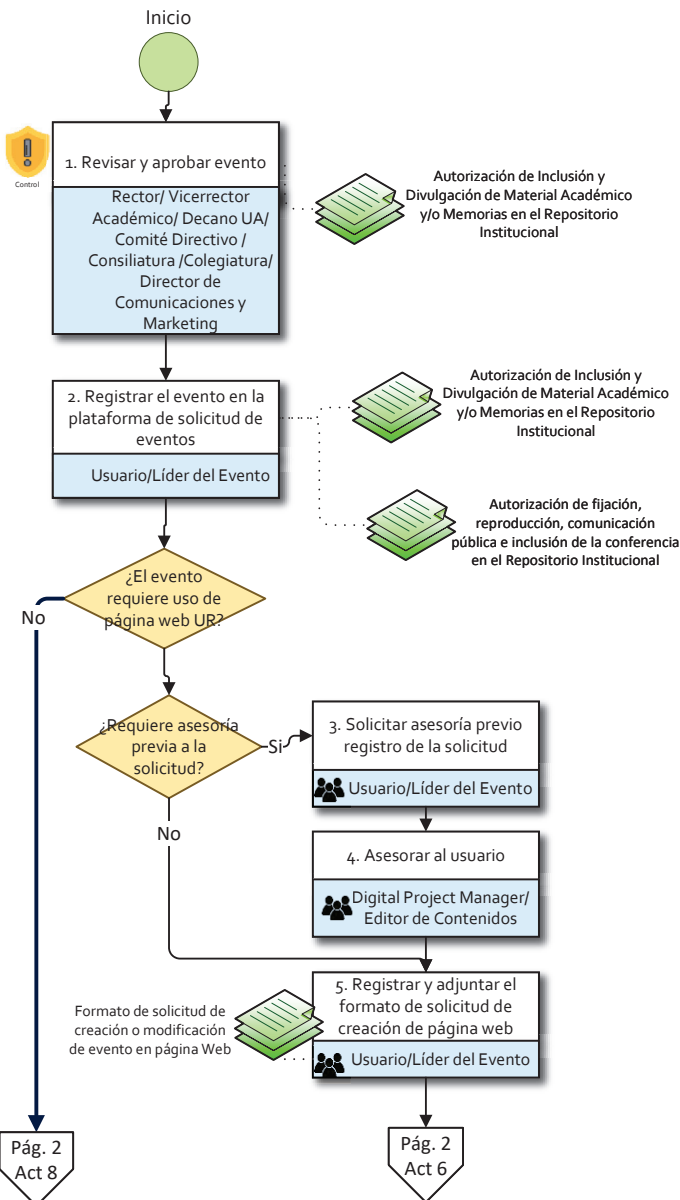 Inicio
Control
1. Revisar y aprobar evento
Rector/ Vicerrector
Académico/ Decano UA/
Comité Directivo /
Consiliatura /Colegiatura/
Director de
Comunicaciones y
Marketing
Autorización de Inclusión y
Divulgación de Material Académico
y/o Memorias en el Repositorio
Institucional
2. Registrar el evento en la
plataforma de solicitud de
eventos
Usuario/Líder del Evento
Autorización de Inclusión y
Divulgación de Material Académico
y/o Memorias en el Repositorio
Institucional
Autorización de fijación,
reproducción, comunicación
pública e inclusión de la conferencia
en el Repositorio Institucional
¿El evento
requiere uso de
página web UR?
No
¿Requiere asesoría
previa a la
solicitud?
Si
No
3. Solicitar asesoría previo
registro de la solicitud
Usuario/Líder del Evento
4. Asesorar al usuario
Digital Project Manager/
Editor de Contenidos
5. Registrar y adjuntar el
formato de solicitud de
creación de página web
Usuario/Líder del Evento
Formato de solicitud de
creación o modificación
de evento en página Web
Pág. 2
Act 8
Pág. 2
Act 6